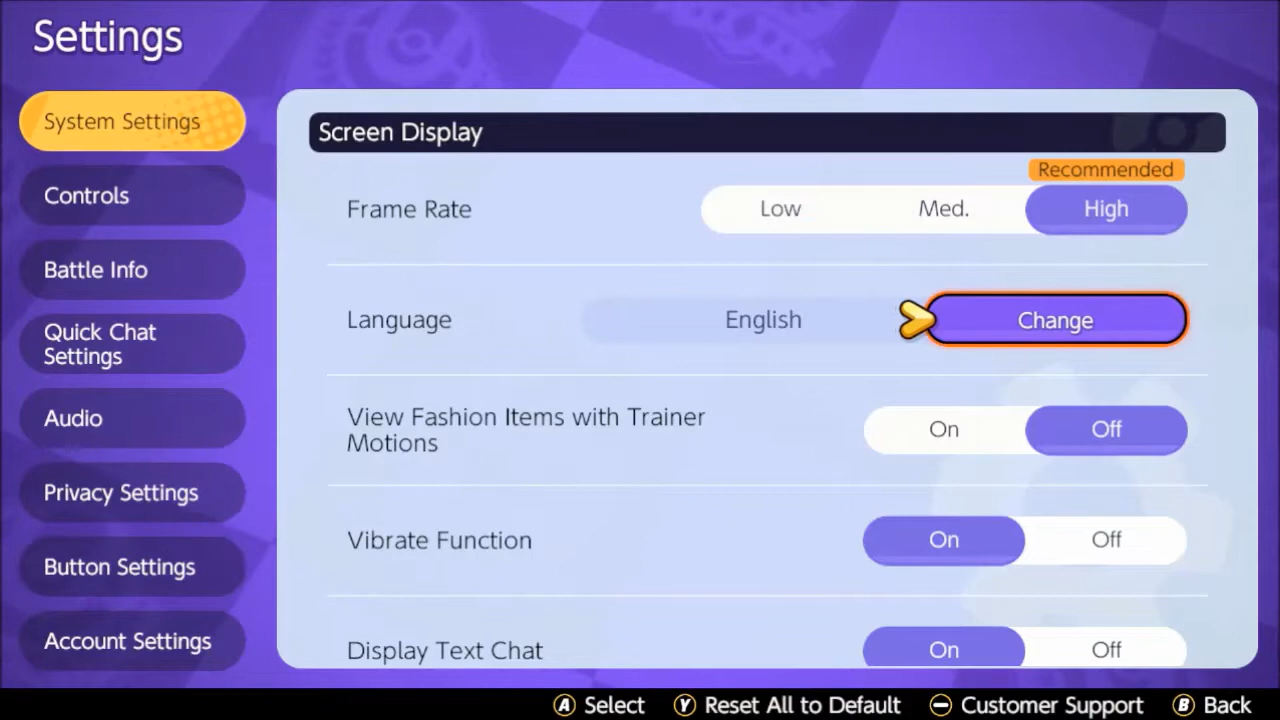 Settings
System Settings
Controls
Battle Info
Quick Chat
Settings
Audio
Privacy Settings
Button Settings
Account Settings
Screen Display
Recommended
Frame Rate Low Med. High
Language English Change
View Fashion Items with Trainer
Motions
On Off
Vibrate Function On Off
Display Text Chat On Off
A Select Y Reset All to Default Customer Support B Back